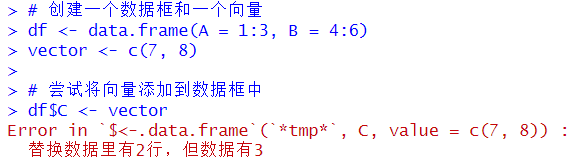 > # 创建一个数据框和一个向量
> df <- data.frame(A = 1:3, B = 4:6)
> vector <- c(7, 8)
>
> # 尝试将向量添加到数据框中
> df$C <- vector
Error in `$<-.data.frame`(`*tmp*`, C, value = c(7, 8)) :
  替换数据里有2行，但数据有3